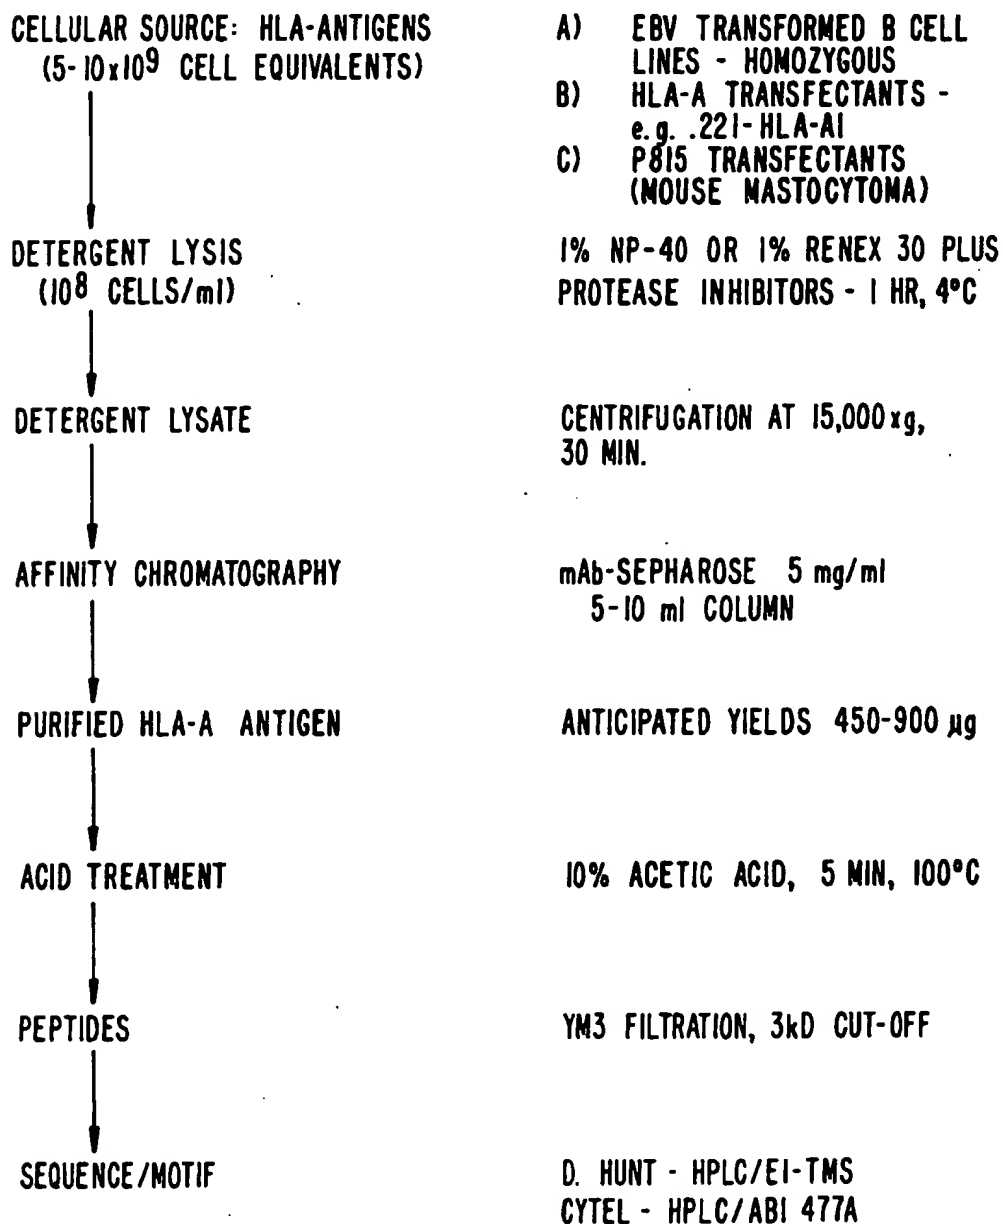 CELLULAR SOURCE: HLA-ANTIGENS
(5-10x10⁹ CELL EQUIVALENTS)
A) EBV TRANSFORMED B CELL
LINES - HOMOZYGOUS
B) HLA-A TRANSFECTANTS -
e.g. .221-HLA-A1
C) P815 TRANSFECTANTS
(MOUSE MASTOCYTOMA)
DETERGENT LYSIS
(10⁸ CELLS/ml)
1% NP-40 OR 1% RENEX 30 PLUS
PROTEASE INHIBITORS - 1 HR, 4°C
DETERGENT LYSATE
CENTRIFUGATION AT 15,000xg,
30 MIN.
AFFINITY CHROMATOGRAPHY
mAb-SEPHAROSE 5 mg/ml
5-10 ml COLUMN
PURIFIED HLA-A ANTIGEN
ANTICIPATED YIELDS 450-900 µg
ACID TREATMENT
10% ACETIC ACID, 5 MIN, 100°C
PEPTIDES
YM3 FILTRATION, 3kD CUT-OFF
SEQUENCE/MOTIF
D. HUNT - HPLC/EI-TMS
CYTEL - HPLC/ABI 477A